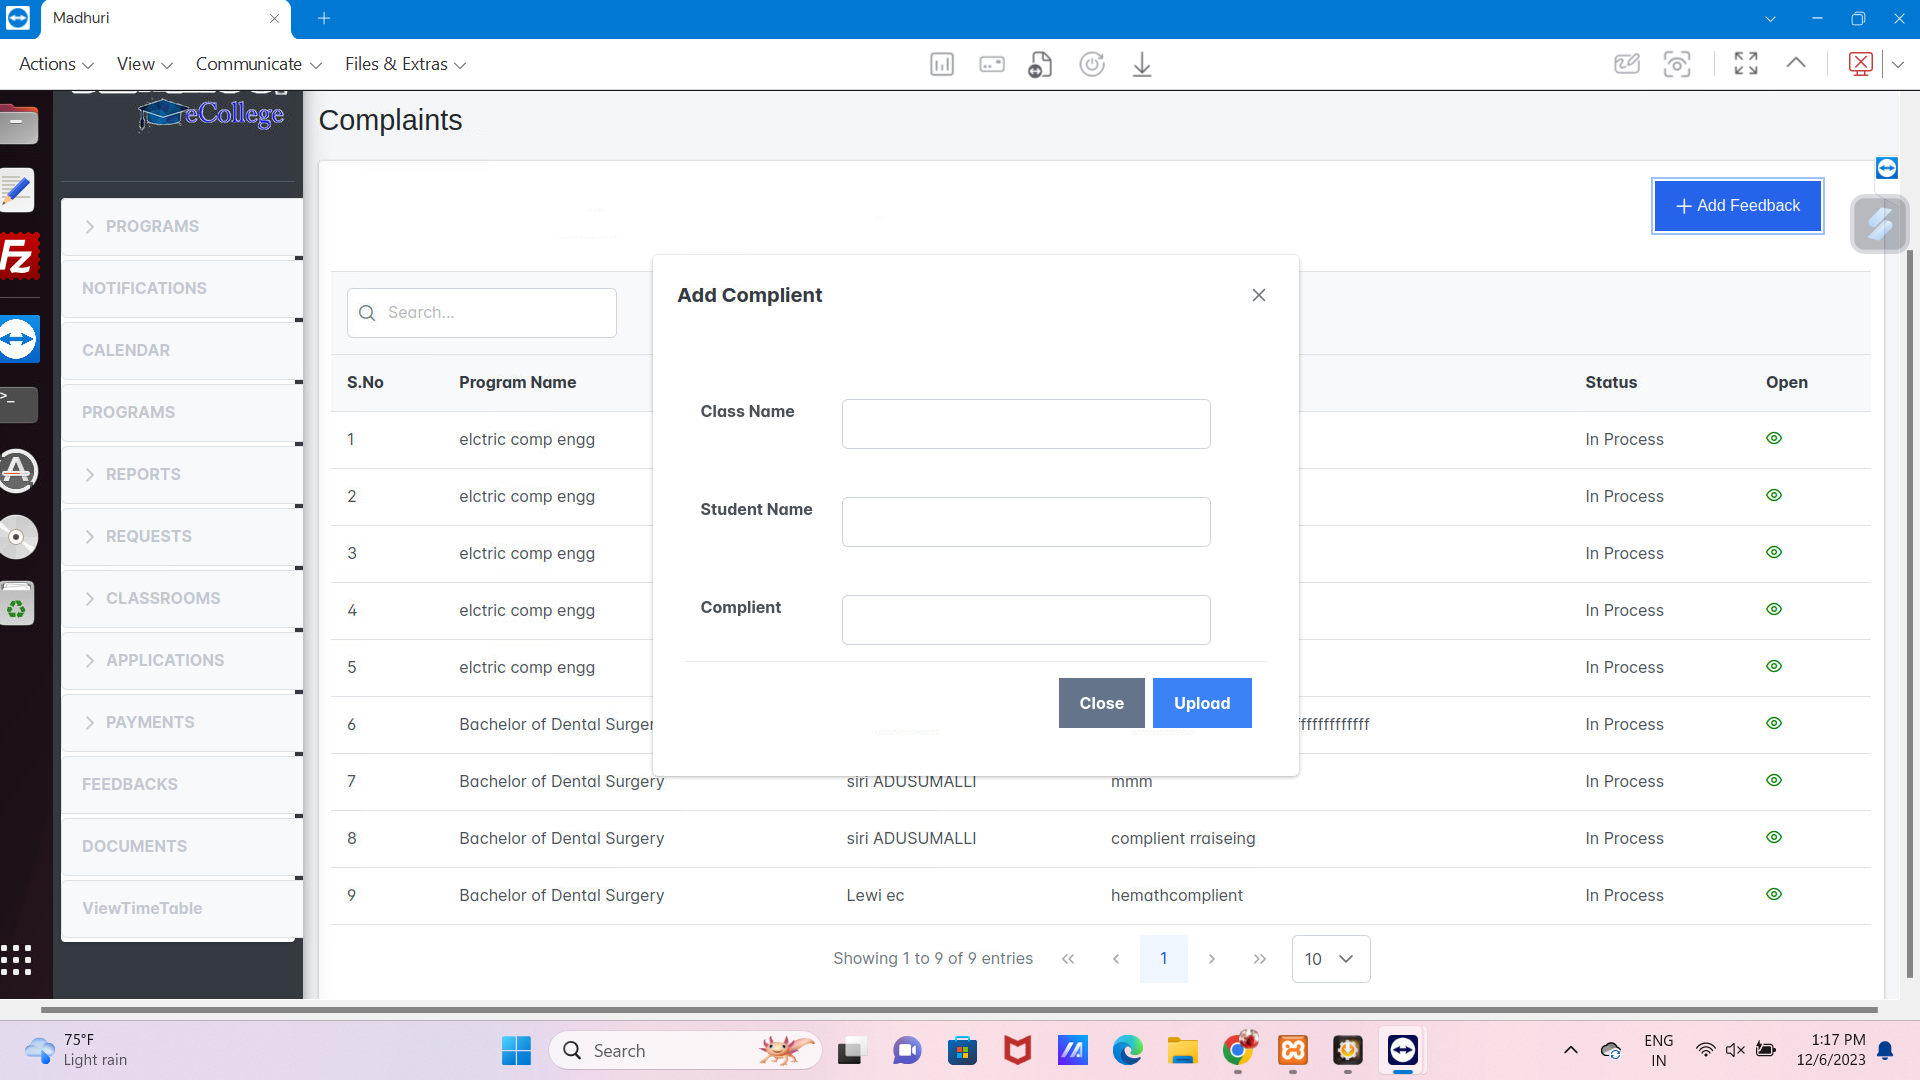 Madhuri
Actions View Communicate Files & Extras
eCollege
Complaints
Add Feedback
PROGRAMS
NOTIFICATIONS
CALENDAR
PROGRAMS
REPORTS
REQUESTS
CLASSROOMS
APPLICATIONS
PAYMENTS
FEEDBACKS
DOCUMENTS
ViewTimeTable
Search...
S.No Program Name Status Open
1 elctric comp engg In Process
2 elctric comp engg In Process
3 elctric comp engg In Process
4 elctric comp engg In Process
5 elctric comp engg In Process
6 Bachelor of Dental Surger ffffffffffff In Process
7 Bachelor of Dental Surgery siri ADUSUMALLI mmm In Process
8 Bachelor of Dental Surgery siri ADUSUMALLI complient rraiseing In Process
9 Bachelor of Dental Surgery Lewi ec hemathcomplient In Process
Showing 1 to 9 of 9 entries « ‹ 1 › » 10
Add Complient
Class Name
Student Name
Complient
Close Upload
75°F
Light rain
Search
ENG
IN
1:17 PM
12/6/2023